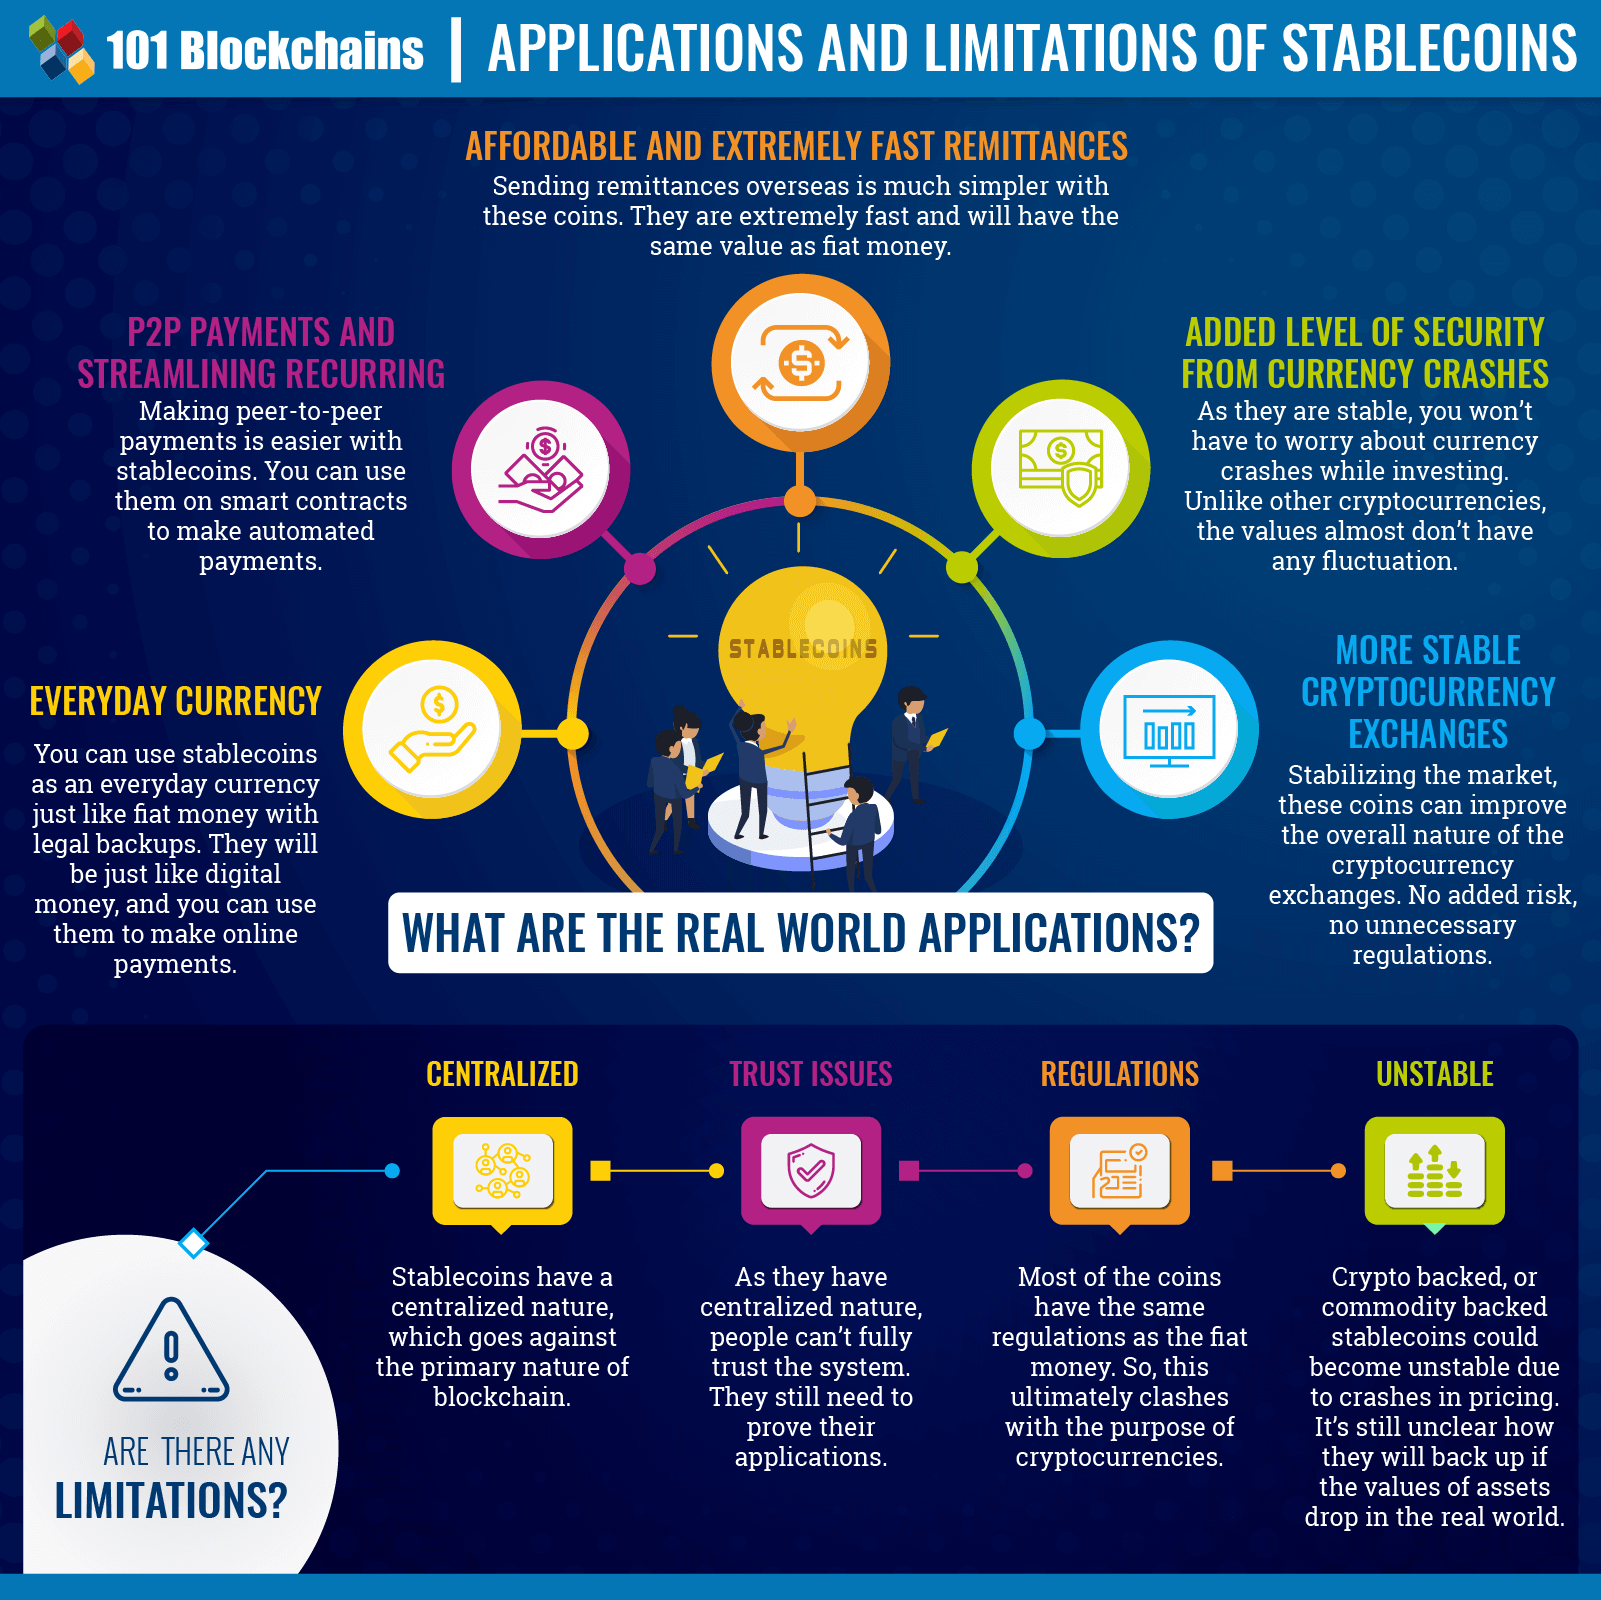 101 Blockchains | APPLICATIONS AND LIMITATIONS OF STABLECOINS
AFFORDABLE AND EXTREMELY FAST REMITTANCES
Sending remittances overseas is much simpler with
these coins. They are extremely fast and will have the
same value as fiat money.
P2P PAYMENTS AND
STREAMLINING RECURRING
Making peer-to-peer
payments is easier with
stablecoins. You can use
them on smart contracts
to make automated
payments.
ADDED LEVEL OF SECURITY
FROM CURRENCY CRASHES
As they are stable, you won't
have to worry about currency
crashes while investing.
Unlike other cryptocurrencies,
the values almost don't have
any fluctuation.
EVERYDAY CURRENCY
You can use stablecoins
as an everyday currency
just like fiat money with
legal backups. They will
be just like digital
money, and you can use
them to make online
payments.
STABLECOINS
MORE STABLE
CRYPTOCURRENCY
EXCHANGES
Stabilizing the market,
these coins can improve
the overall nature of the
cryptocurrency
exchanges. No added risk,
no unnecessary
regulations.
WHAT ARE THE REAL WORLD APPLICATIONS?
ARE THERE ANY
LIMITATIONS?
CENTRALIZED
Stablecoins have a
centralized nature,
which goes against
the primary nature of
blockchain.
TRUST ISSUES
As they have
centralized nature,
people can't fully
trust the system.
They still need to
prove their
applications.
REGULATIONS
Most of the coins
have the same
regulations as the fiat
money. So, this
ultimately clashes
with the purpose of
cryptocurrencies.
UNSTABLE
Crypto backed, or
commodity backed
stablecoins could
become unstable due
to crashes in pricing.
It's still unclear how
they will back up if
the values of assets
drop in the real world.